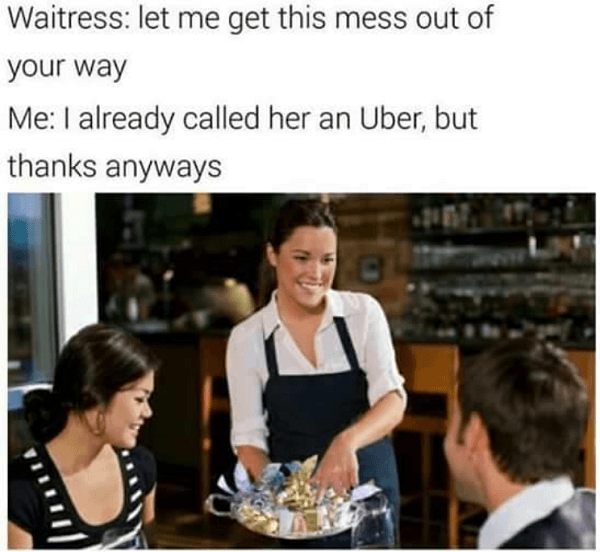 Waitress: let me get this mess out of
your way
Me: I already called her an Uber, but
thanks anyways